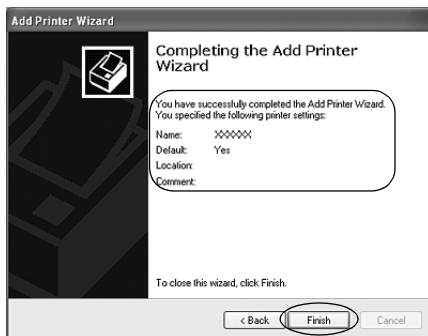 Add Printer Wizard
Completing the Add Printer
Wizard
You have successfully completed the Add Printer Wizard.
You specified the following printer settings:
Name: XXXXXX
Default: Yes
Location:
Comment:
To close this wizard, click Finish.
< Back Finish Cancel